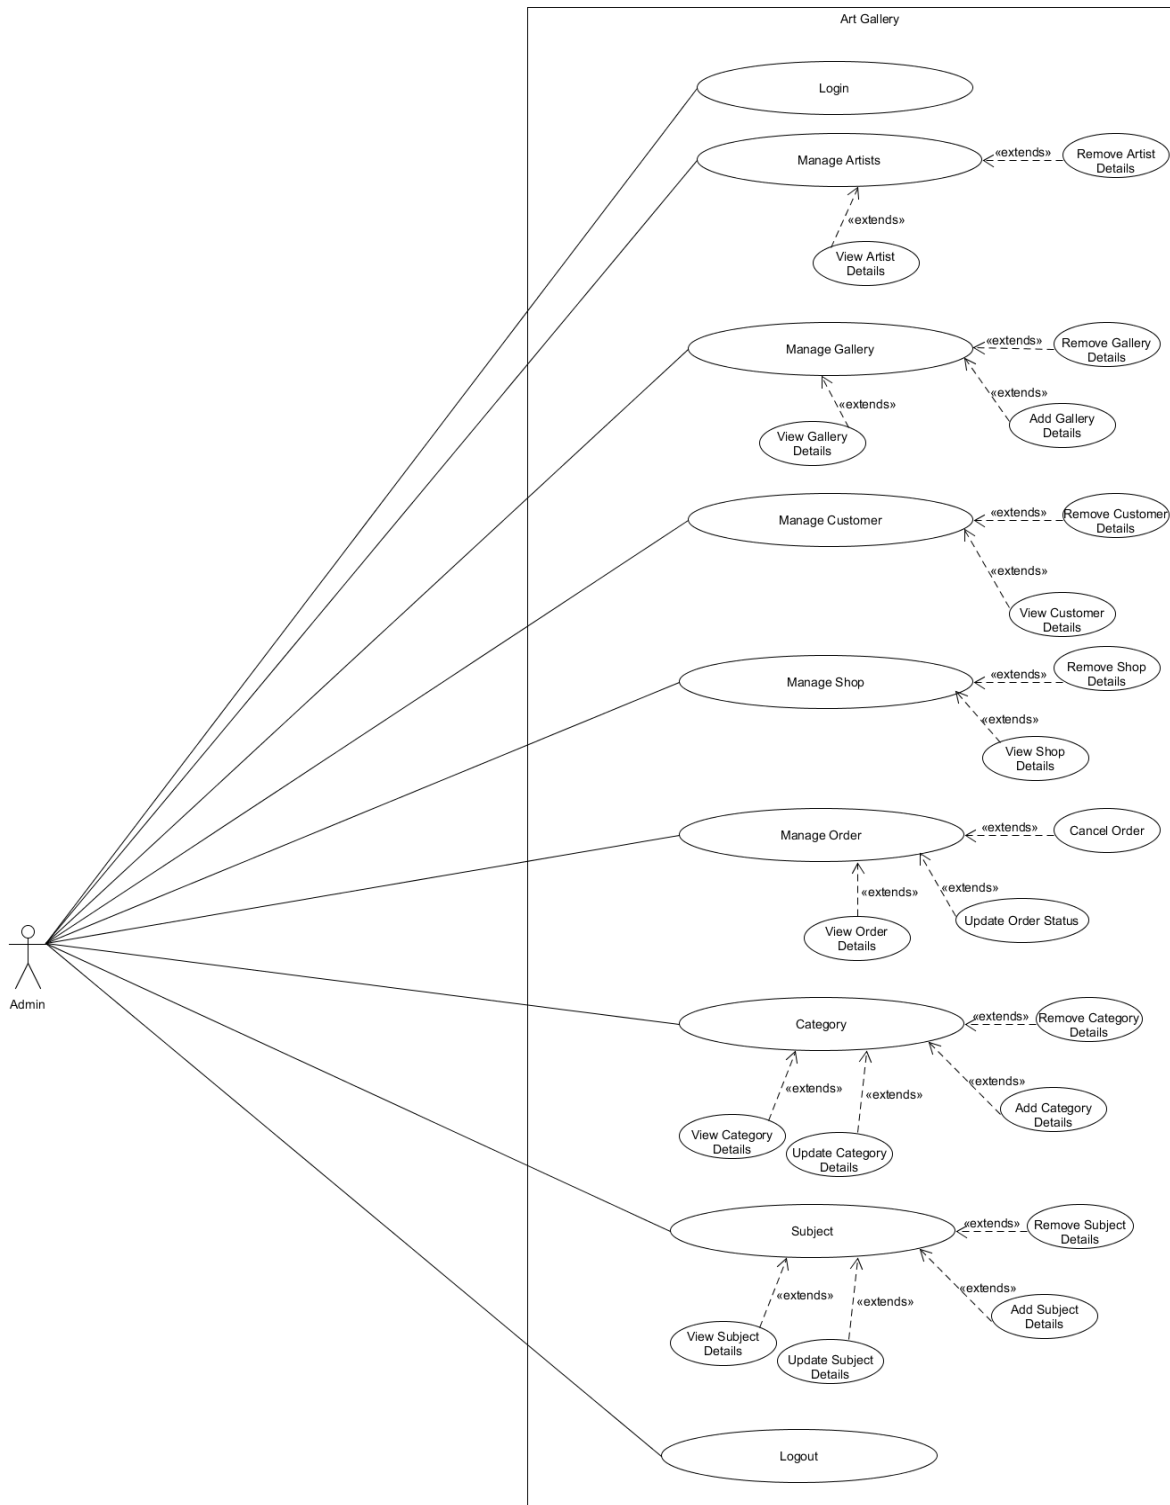 Art Gallery
Login
Manage Artists
«extends»
Remove Artist
Details
«extends»
View Artist
Details
Manage Gallery
«extends»
Remove Gallery
Details
«extends»
Add Gallery
Details
«extends»
View Gallery
Details
Manage Customer
«extends»
Remove Customer
Details
«extends»
View Customer
Details
Manage Shop
«extends»
Remove Shop
Details
«extends»
View Shop
Details
Manage Order
«extends»
Cancel Order
«extends»
«extends»
Update Order Status
View Order
Details
Admin
Category
«extends»
Remove Category
Details
«extends»
«extends»
«extends»
Add Category
Details
View Category
Details
Update Category
Details
Subject
«extends»
Remove Subject
Details
«extends»
«extends»
«extends»
Add Subject
Details
View Subject
Details
Update Subject
Details
Logout